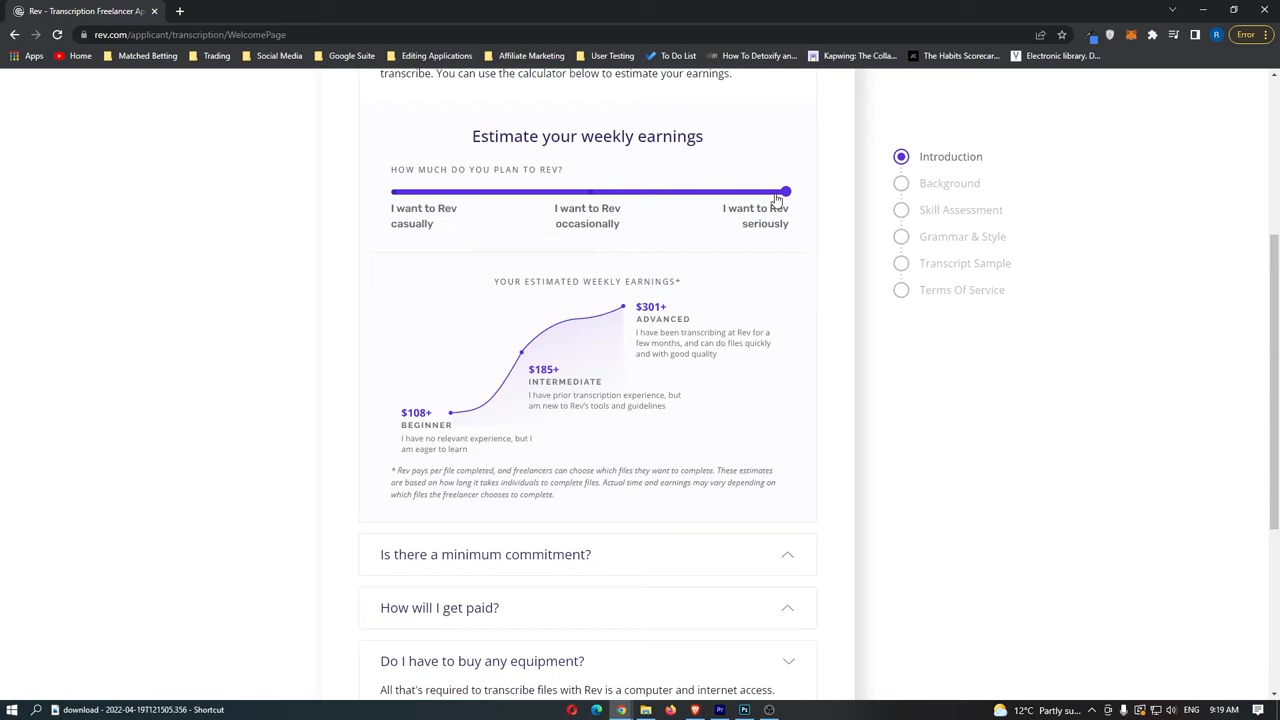 Rev - Transcription Freelancer Ap
rev.com/applicant/transcription/WelcomePage
R
Error
Apps
Home
Matched Betting
Trading
Social Media
Google Suite
Editing Applications
Affilate Marketing
User Testing
To Do List
How To Detoxify an...
Kapwing: The Colla...
The Habits Scorecar...
Electronic library. D...
transcribe. You can use the calculator below to estimate your earnings.
Estimate your weekly earnings
HOW MUCH DO YOU PLAN TO REV?
I want to Rev casually
I want to Rev occasionally
I want to Rev seriously
YOUR ESTIMATED WEEKLY EARNINGS*
$301+
ADVANCED
I have been transcribing at Rev for a
few months, and can do files quickly
and with good quality
$185+
INTERMEDIATE
I have prior transcription experience, but
am new to Rev's tools and guidelines
$108+
BEGINNER
I have no relevant experience, but I
am eager to learn
* Rev pays per file completed, and freelancers can choose which files they want to complete. These estimates
are based on how long it takes individuals to complete files. Actual time and earnings may vary depending on
which files the freelancer chooses to complete.
Is there a minimum commitment?
How will I get paid?
Do I have to buy any equipment?
All that's required to transcribe files with Rev is a computer and internet access.
Introduction
Background
Skill Assessment
Grammar & Style
Transcript Sample
Terms Of Service
download - 2022-04-19T121505.356 - Shortcut
12°C Partly su...
ENG
9:19 AM